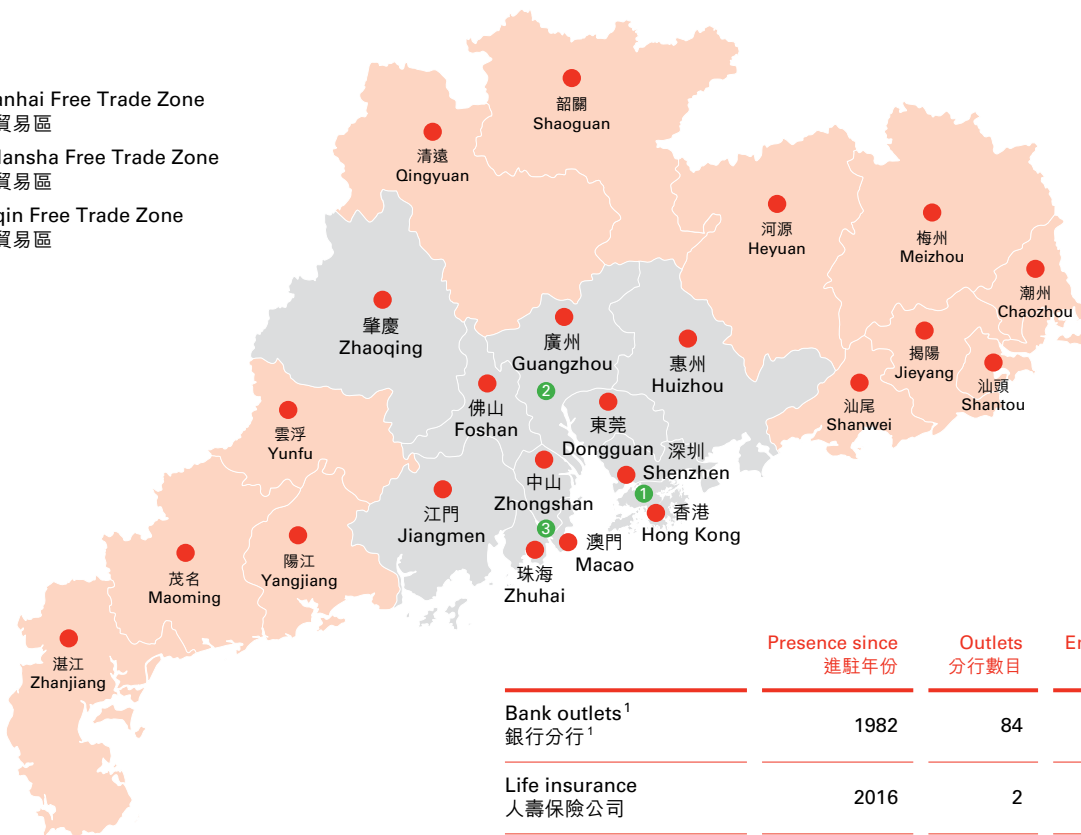 anhai Free Trade Zone
貿易區
ansha Free Trade Zone
貿易區
qin Free Trade Zone
貿易區
韶關
Shaoguan
清遠
Qingyuan
河源
Heyuan
梅州
Meizhou
潮州
Chaozhou
肇慶
Zhaoqing
廣州
Guangzhou
惠州
Huizhou
揭陽
Jieyang
汕頭
Shantou
汕尾
Shanwei
佛山
Foshan
2
東莞
Dongguan
深圳
Shenzhen
雲浮
Yunfu
中山
Zhongshan
1
江門
Jiangmen
香港
Hong Kong
3
澳門
Macao
珠海
Zhuhai
陽江
Yangjiang
茂名
Maoming
湛江
Zhanjiang
Presence since Outlets
進駐年份 分行數目
Bank outlets1
銀行分行1
1982 84
Life insurance
人壽保險公司
2016 2